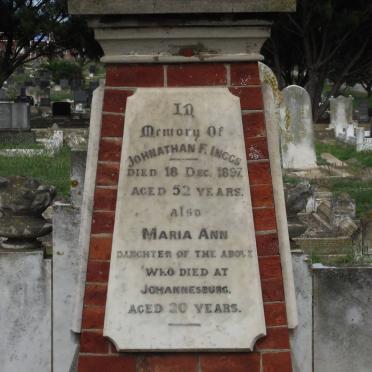 In
Memory Of
JOHNATHAN F. INGGS
DIED 18 DEC. 1897
AGED 52 YEARS.
also
MARIA ANN
DAUGHTER OF THE ABOVE
WHO DIED AT
JOHANNESBURG.
AGED 20 YEARS.